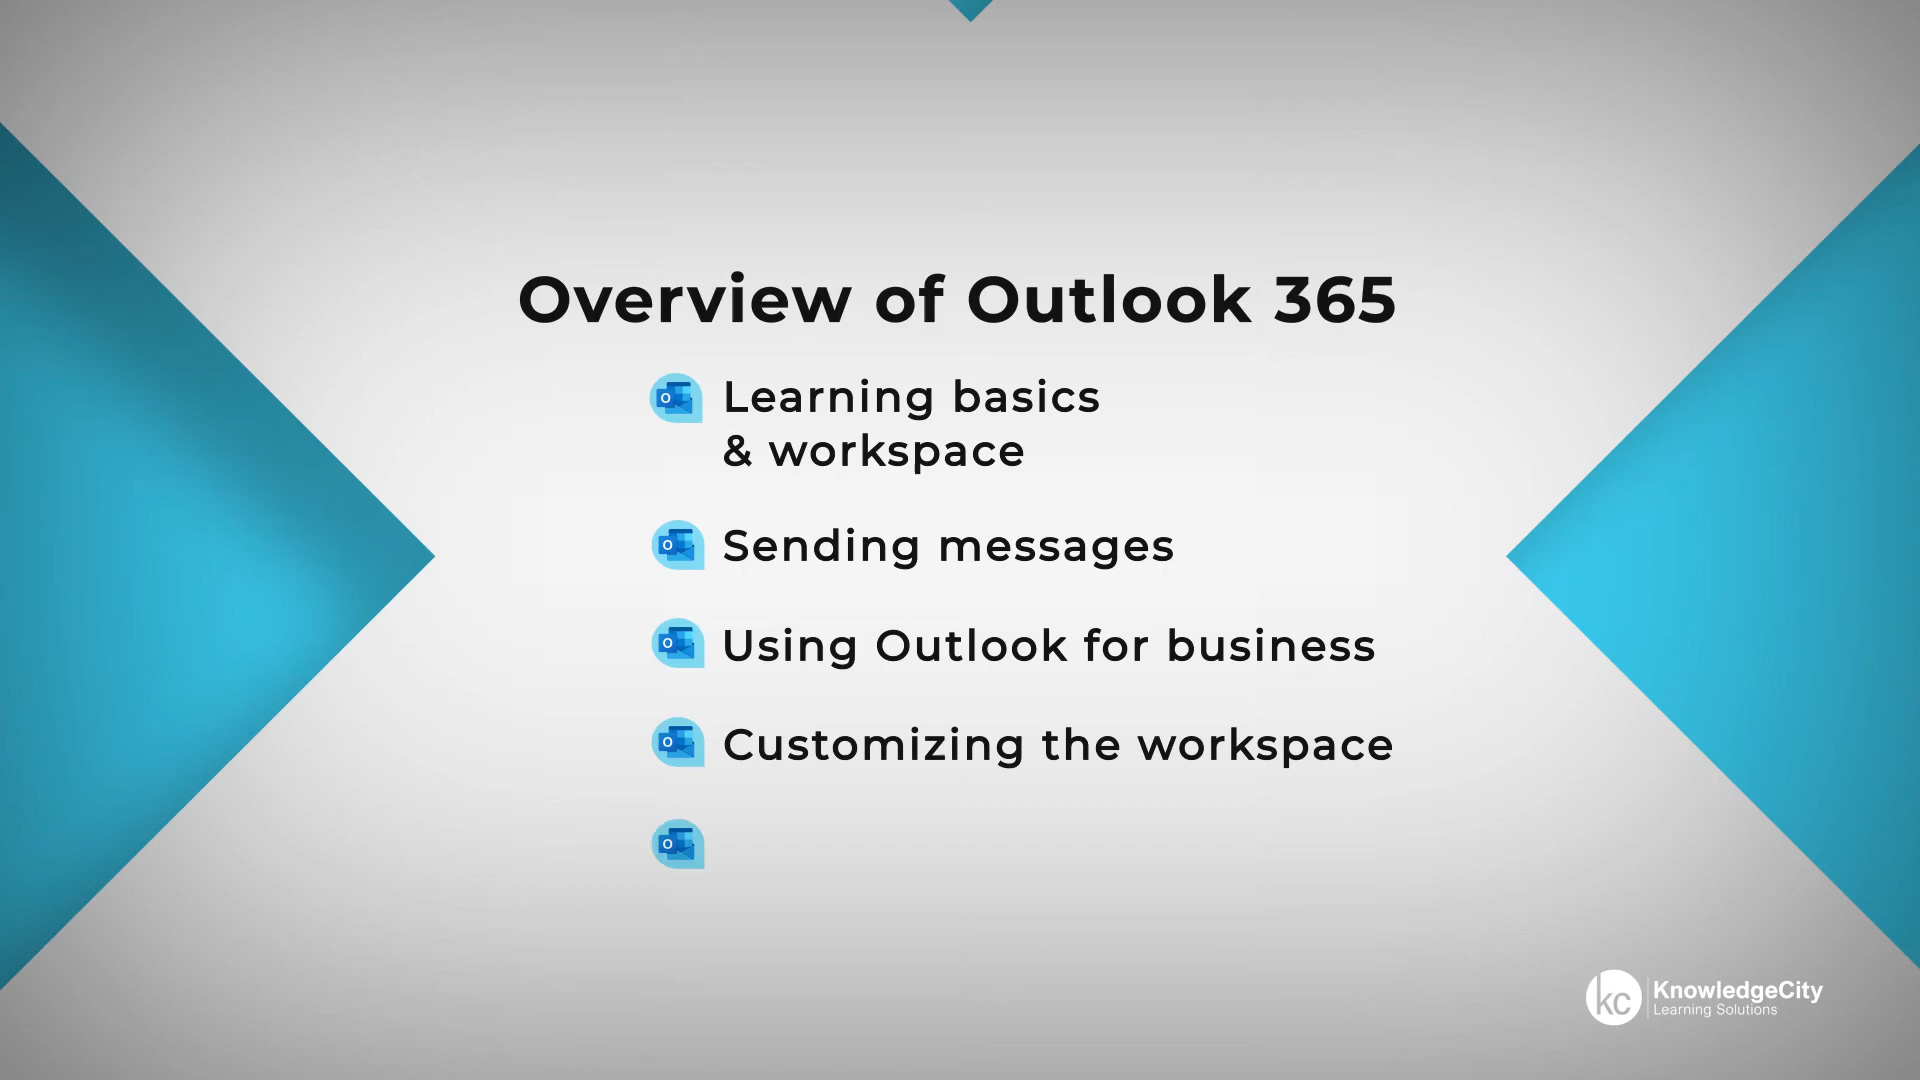 Overview of Outlook 365
Learning basics
& workspace
Sending messages
Using Outlook for business
Customizing the workspace
kc
KnowledgeCity
Learning Solutions